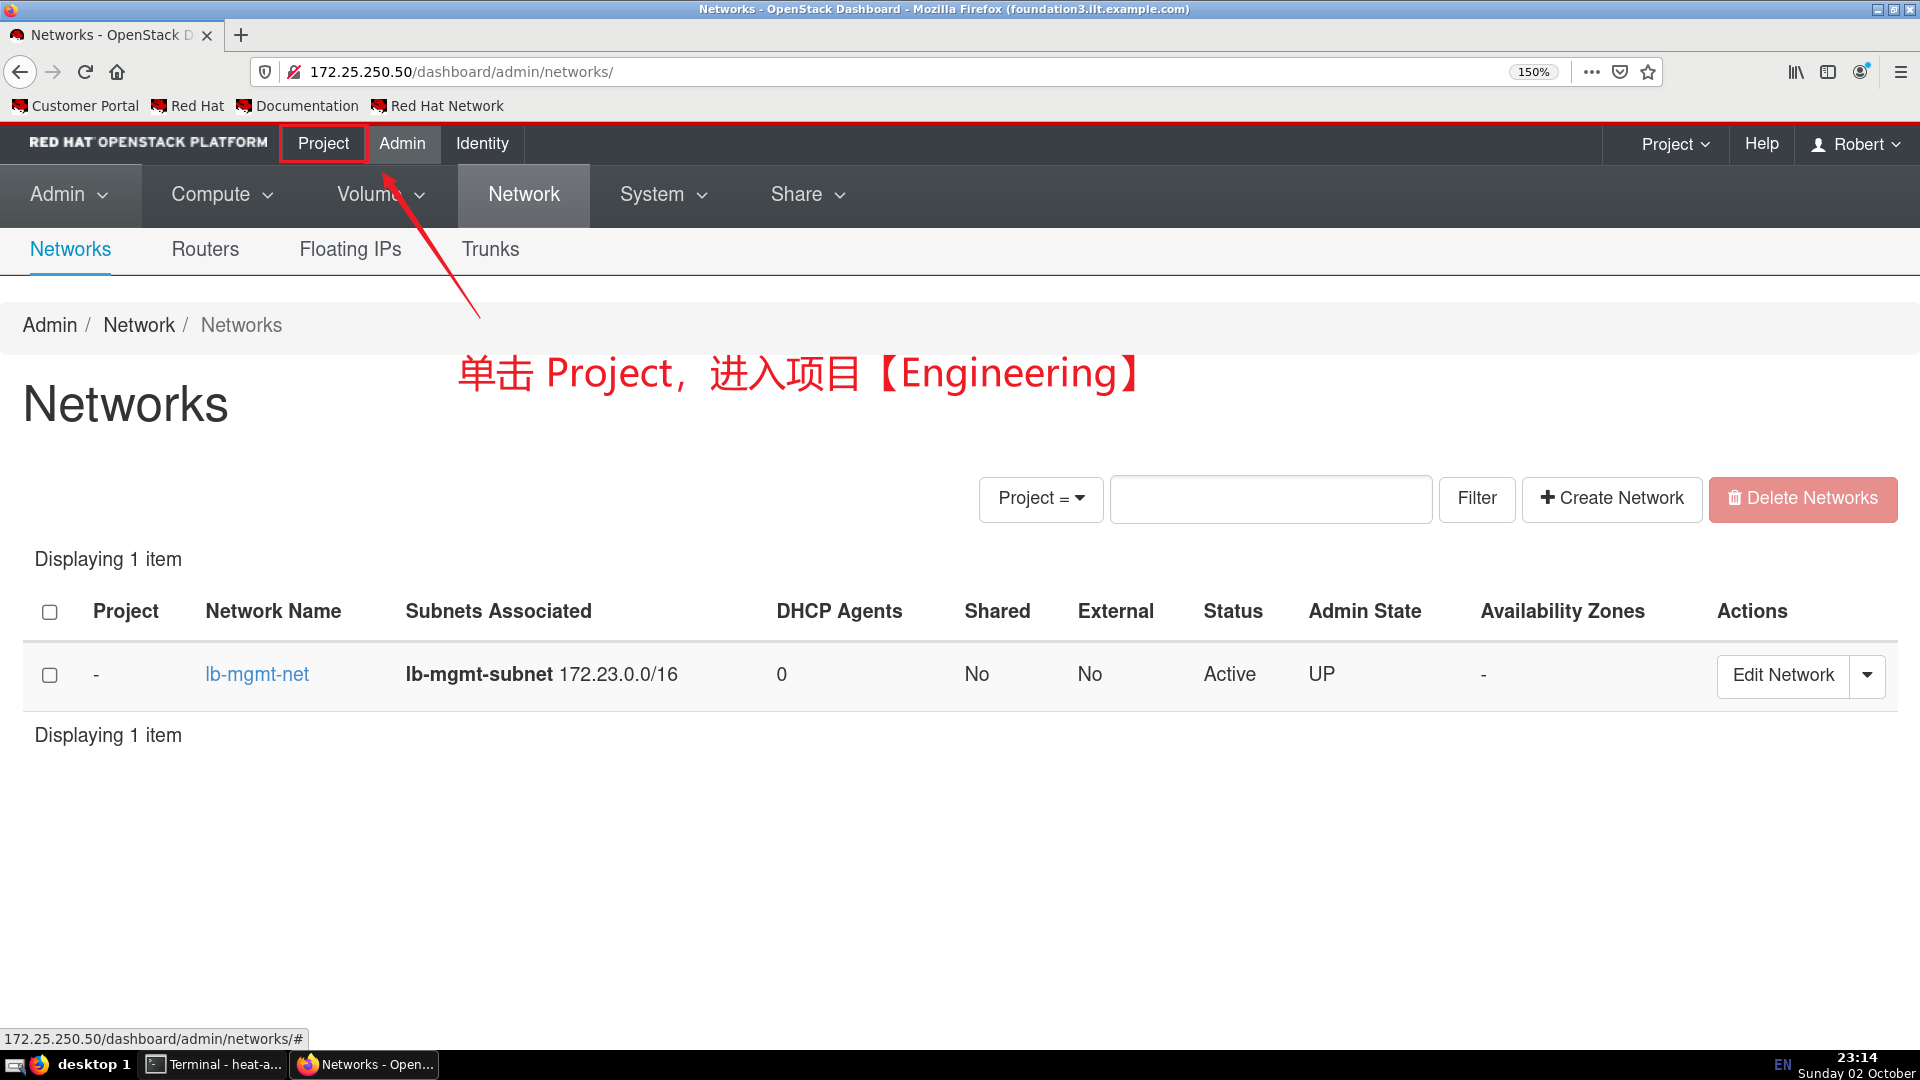 Networks - OpenStack Dashboard - Mozilla Firefox (foundation3.ilt.example.com)
Networks - OpenStack D
172.25.250.50/dashboard/admin/networks/
150%
Customer Portal Red Hat Documentation Red Hat Network
RED HAT OPENSTACK PLATFORM Project Admin Identity Project Help Robert
Admin Compute Volume Network System Share
Networks Routers Floating IPs Trunks
Admin / Network / Networks
单击 Project，进入项目【Engineering】
Networks
Project = Filter Create Network Delete Networks
Displaying 1 item
Project Network Name Subnets Associated DHCP Agents Shared External Status Admin State Availability Zones Actions
- lb-mgmt-net lb-mgmt-subnet 172.23.0.0/16 0 No No Active UP - Edit Network
Displaying 1 item
172.25.250.50/dashboard/admin/networks/#
desktop 1 Terminal - heat-a... Networks - Open... EN 23:14
Sunday 02 October